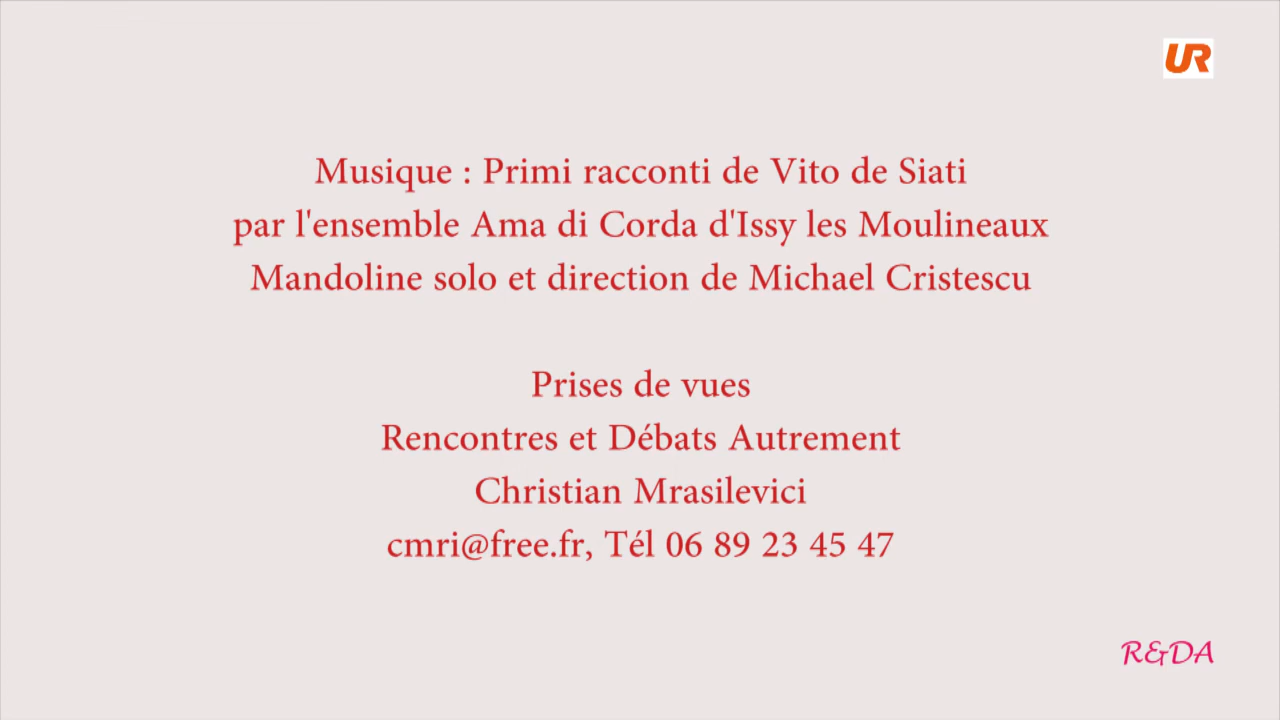 UR
Musique : Primi racconti de Vito de Siati
par l'ensemble Ama di Corda d'Issy les Moulineaux
Mandoline solo et direction de Michael Cristescu
Prises de vues
Rencontres et Débats Autrement
Christian Mrasilevici
cmri@free.fr, Tél 06 89 23 45 47
R&DA